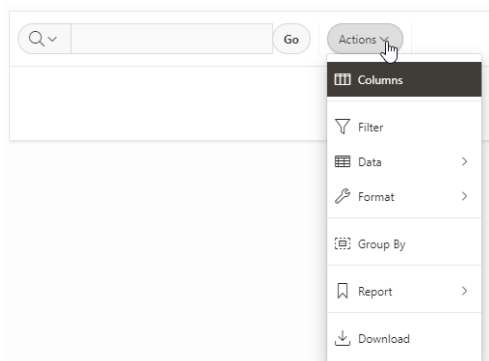 Go
Actions
Columns
Filter
Data
Format
Group By
Report
Download